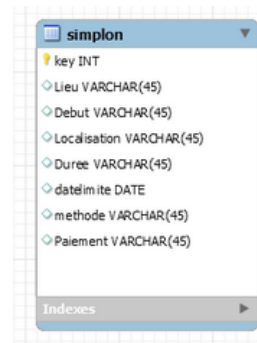 simplon
key INT
Lieu VARCHAR(45)
Debut VARCHAR(45)
Localisation VARCHAR(45)
Duree VARCHAR(45)
datelimite DATE
methode VARCHAR(45)
Paiement VARCHAR(45)
Indexes